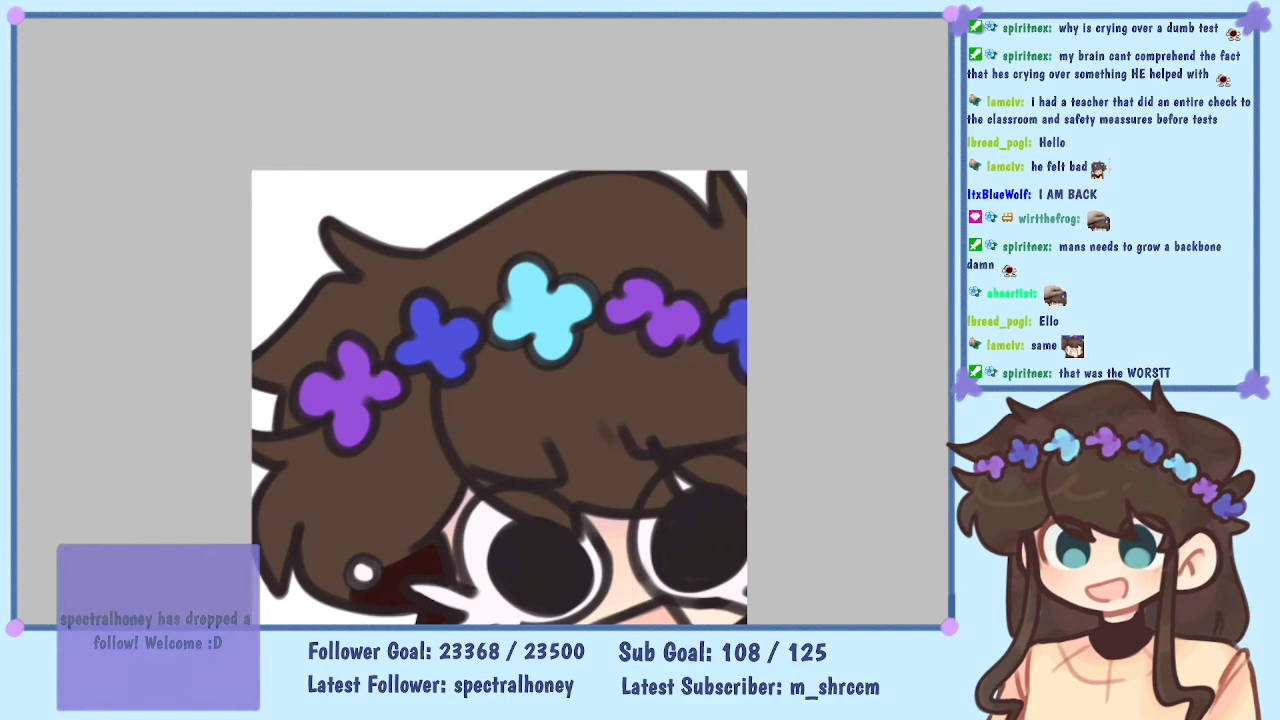 spiritnex: why is crying over a dumb test
spiritnex: my brain cant comprehend the fact
that hes crying over something HE helped with
lamciv: i had a teacher that did an entire check to
the classroom and safety meassures before tests
lbread_pogl: Hello
lamciv: he felt bad
ItxBlueWolf: I AM BACK
wirtthefrog:
spiritnex: mans needs to grow a backbone
damn
aheartist:
lbread_pogl: Ello
lamciv: same
spiritnex: that was the WORSTT
spectralhoney has dropped a
follow! Welcome :D
Follower Goal: 23368 / 23500
Sub Goal: 108 / 125
Latest Follower: spectralhoney
Latest Subscriber: m_shrccm